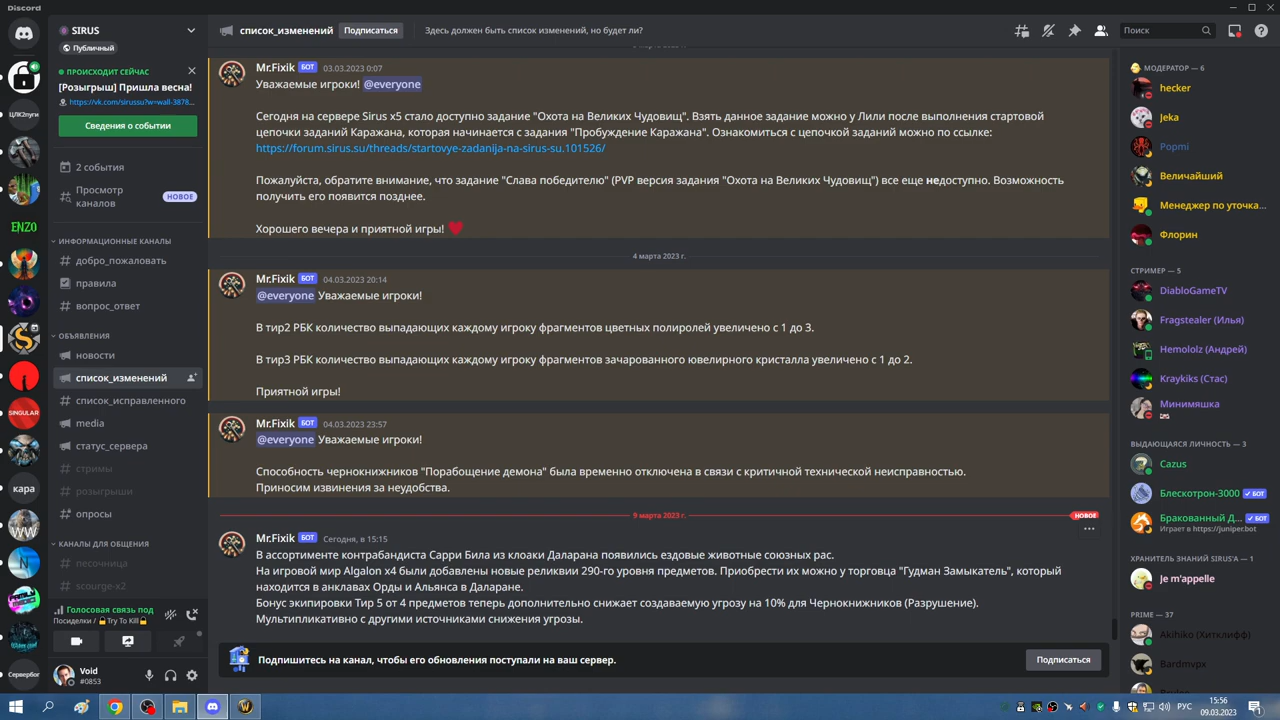 Discord
SIRUS
Публичный
ПРОИСХОДИТ СЕЙЧАС
[Розыгрыш] Пришла весна!
https://vk.com/sirussu?w=wall-3878...
Сведения о событии
2 события
Просмотр каналов
НОВОЕ
ИНФОРМАЦИОННЫЕ КАНАЛЫ
добро_пожаловать
правила
вопрос_ответ
ОБЪЯВЛЕНИЯ
новости
список_изменений
список_исправленного
media
статус_сервера
стримы
розыгрыши
опросы
КАНАЛЫ ДЛЯ ОБЩЕНИЯ
песочница
scourge-x2
Голосовая связь под
Посиделки / 🔒Try To Kill🔒
Void
#0853
ЦЛК2пуги
ENZO
SINGULAR
кара
WW
Серверbor
список_изменений
Подписаться
Здесь должен быть список изменений, но будет ли?
Поиск
Mr.Fixik БОТ 03.03.2023 0:07
Уважаемые игроки! @everyone
Сегодня на сервере Sirus x5 стало доступно задание "Охота на Великих Чудовищ". Взять данное задание можно у Лили после выполнения стартовой
цепочки заданий Каражана, которая начинается с задания "Пробуждение Каражана". Ознакомиться с цепочкой заданий можно по ссылке:
https://forum.sirus.su/threads/startovye-zadanija-na-sirus-su.101526/
Пожалуйста, обратите внимание, что задание "Слава победителю" (PVP версия задания "Охота на Великих Чудовищ") все еще недоступно. Возможность
получить его появится позднее.
Хорошего вечера и приятной игры! ❤️
4 марта 2023 г.
Mr.Fixik БОТ 04.03.2023 20:14
@everyone Уважаемые игроки!
В тир2 РБК количество выпадающих каждому игроку фрагментов цветных полиролей увеличено с 1 до 3.
В тир3 РБК количество выпадающих каждому игроку фрагментов зачарованного ювелирного кристалла увеличено с 1 до 2.
Приятной игры!
Mr.Fixik БОТ 04.03.2023 23:57
@everyone Уважаемые игроки!
Способность чернокнижников "Порабощение демона" была временно отключена в связи с критичной технической неисправностью.
Приносим извинения за неудобства.
9 марта 2023 г.
НОВОЕ
Mr.Fixik БОТ Сегодня, в 15:15
В ассортименте контрабандиста Сарри Била из клоаки Даларана появились ездовые животные союзных рас.
На игровой мир Algalon x4 были добавлены новые реликвии 290-го уровня предметов. Приобрести их можно у торговца "Гудман Замыкатель", который
находится в анклавах Орды и Альянса в Даларане.
Бонус экипировки Тир 5 от 4 предметов теперь дополнительно снижает создаваемую угрозу на 10% для Чернокнижников (Разрушение).
Мультипликативно с другими источниками снижения угрозы.
Подпишитесь на канал, чтобы его обновления поступали на ваш сервер.
Подписаться
МОДЕРАТОР — 6
hecker
Jeka
Popmi
Величайший
Менеджер по уточка...
Флорин
СТРИМЕР — 5
DiabloGameTV
Fragstealer (Илья)
Hemololz (Андрей)
Kraykiks (Стас)
Минимяшка
ВЫДАЮЩАЯСЯ ЛИЧНОСТЬ — 3
Cazus
Блескотрон-3000 ✓ БОТ
Бракованный Д... ✓ БОТ
Играет в https://juniper.bot
ХРАНИТЕЛЬ ЗНАНИЙ SIRUS'А — 1
Je m'appelle
PRIME — 37
Akihiko (Хитклифф)
Bardmvpx
РУС
15:56
09.03.2023